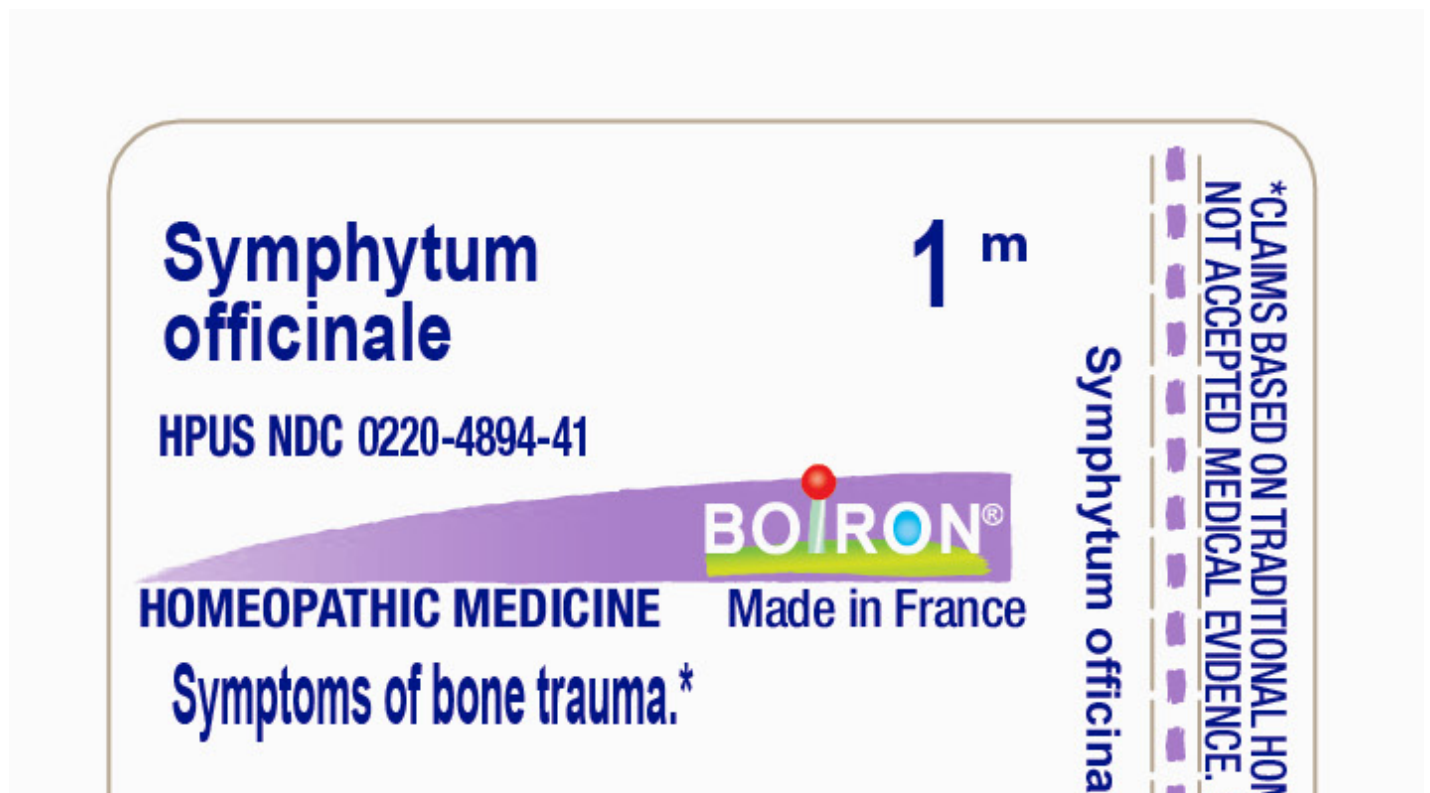 Symphytum
officinale
1 m
HPUS NDC 0220-4894-41
BOIRON®
HOMEOPATHIC MEDICINE
Made in France
Symptoms of bone trauma.*
Symphytum officina
*CLAIMS BASED ON TRADITIONAL
NOT ACCEPTED MEDICAL EVIDENCE.